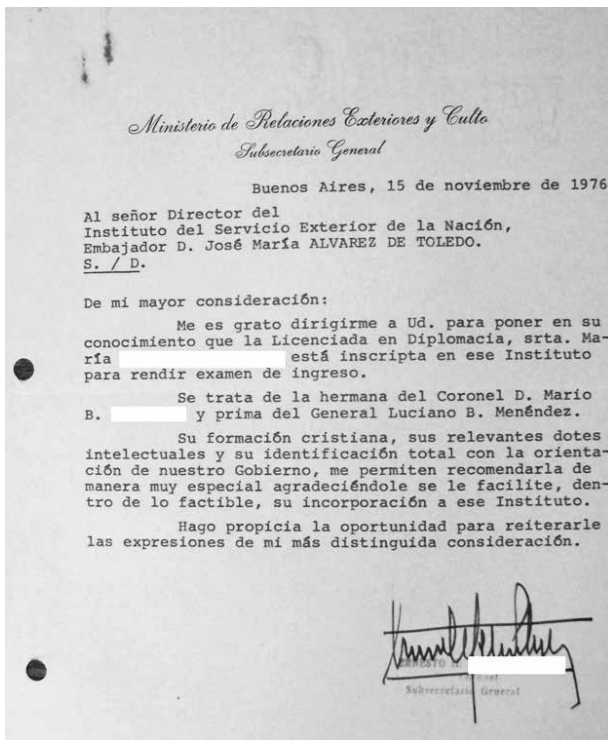 Ministerio de Relaciones Exteriores y Culto
Subsecretario General
Buenos Aires, 15 de noviembre de 1976
Al señor Director del
Instituto del Servicio Exterior de la Nación,
Embajador D. José María ALVAREZ DE TOLEDO.
S. / D.
De mi mayor consideración:
Me es grato dirigirme a Ud. para poner en su
conocimiento que la Licenciada en Diplomacia, srta. Ma-
ría está inscripta en ese Instituto
para rendir examen de ingreso.
Se trata de la hermana del Coronel D. Mario
B. y prima del General Luciano B. Menéndez.
Su formación cristiana, sus relevantes dotes
intelectuales y su identificación total con la orienta-
ción de nuestro Gobierno, me permiten recomendarla de
manera muy especial agradeciéndole se le facilite, den-
tro de lo factible, su incorporación a ese Instituto.
Hago propicia la oportunidad para reiterarle
las expresiones de mi más distinguida consideración.
ERNESTO
Subsecretario General